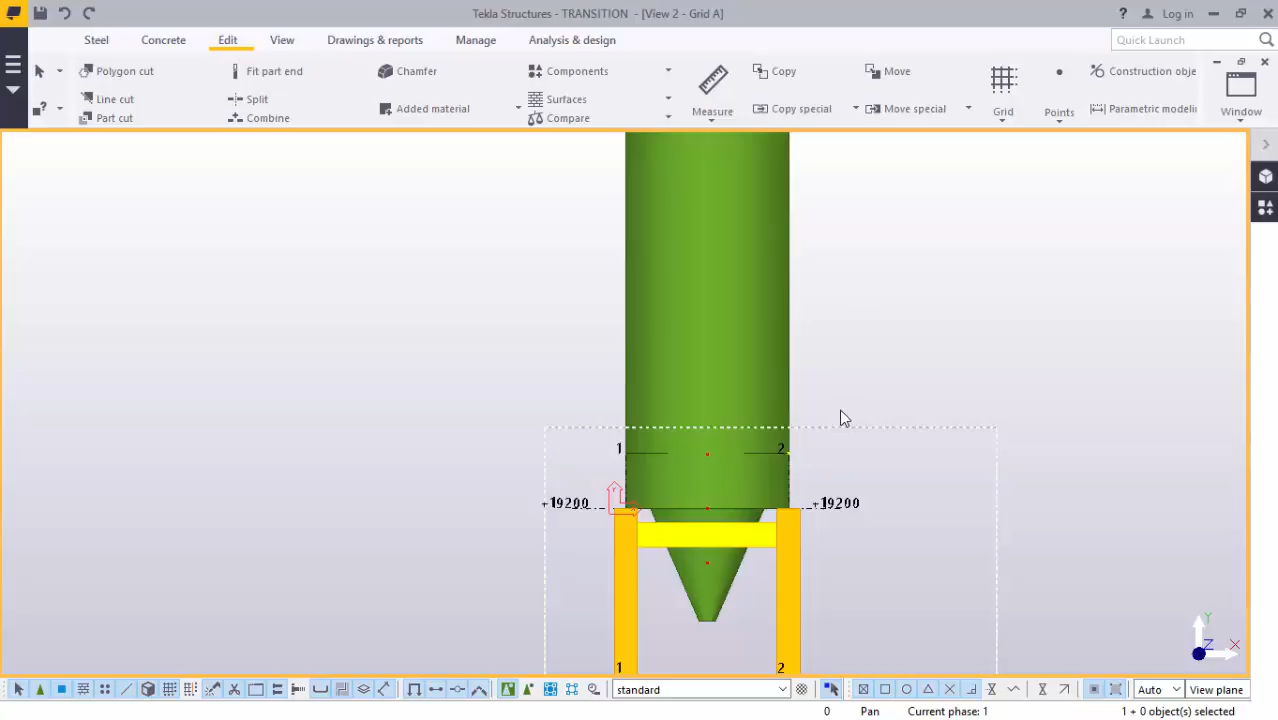 Tekla Structures - TRANSITION - [View 2 - Grid A]
? Log in
Steel Concrete Edit View Drawings & reports Manage Analysis & design Quick Launch
Polygon cut Fit part end Chamfer Components Copy Move Construction obje
Line cut Split Added material Surfaces Measure Copy special Move special Grid Points Parametric modeli Window
Part cut Combine Compare
1 2
+19200 +19200
Y
X
Z
1 2
standard Auto View plane
0 Pan Current phase: 1 1 + 0 object(s) selected